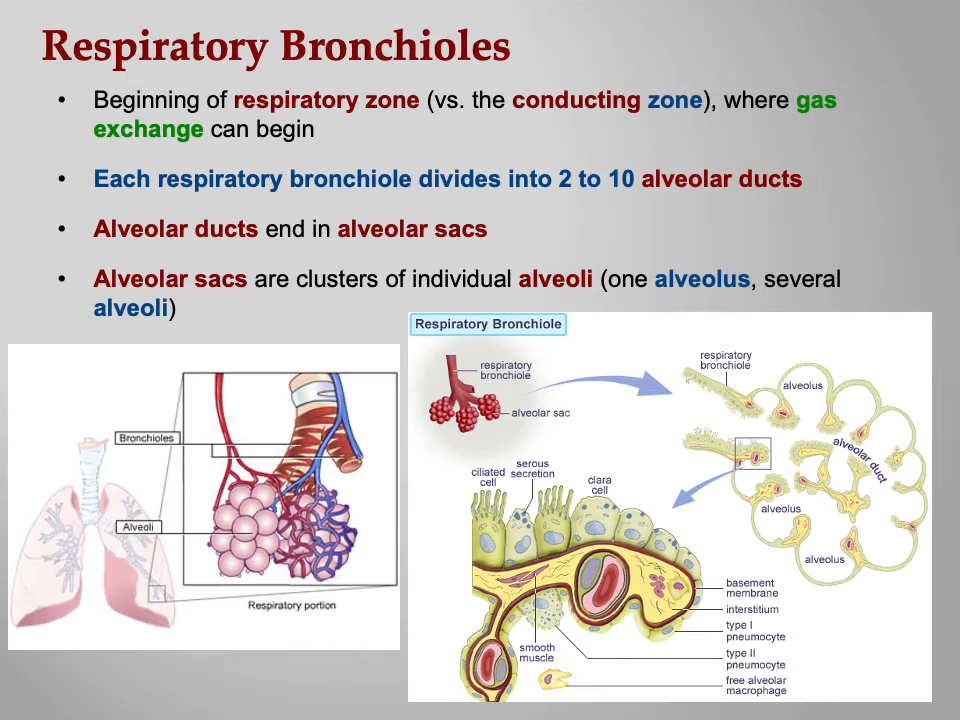 Respiratory Bronchioles
• Beginning of respiratory zone (vs. the conducting zone), where gas
exchange can begin
• Each respiratory bronchiole divides into 2 to 10 alveolar ducts
• Alveolar ducts end in alveolar sacs
• Alveolar sacs are clusters of individual alveoli (one alveolus, several
alveoli)
Bronchioles
Alveoli
Respiratory portion
Respiratory Bronchiole
respiratory
bronchiole
alveolar sac
respiratory
bronchiole
alveolus
alveolar duct
alveolus
alveolus
ciliated
cell
serous
secretion
clara
cell
basement
membrane
interstitium
type I
pneumocyte
type II
pneumocyte
free alveolar
macrophage
smooth
muscle